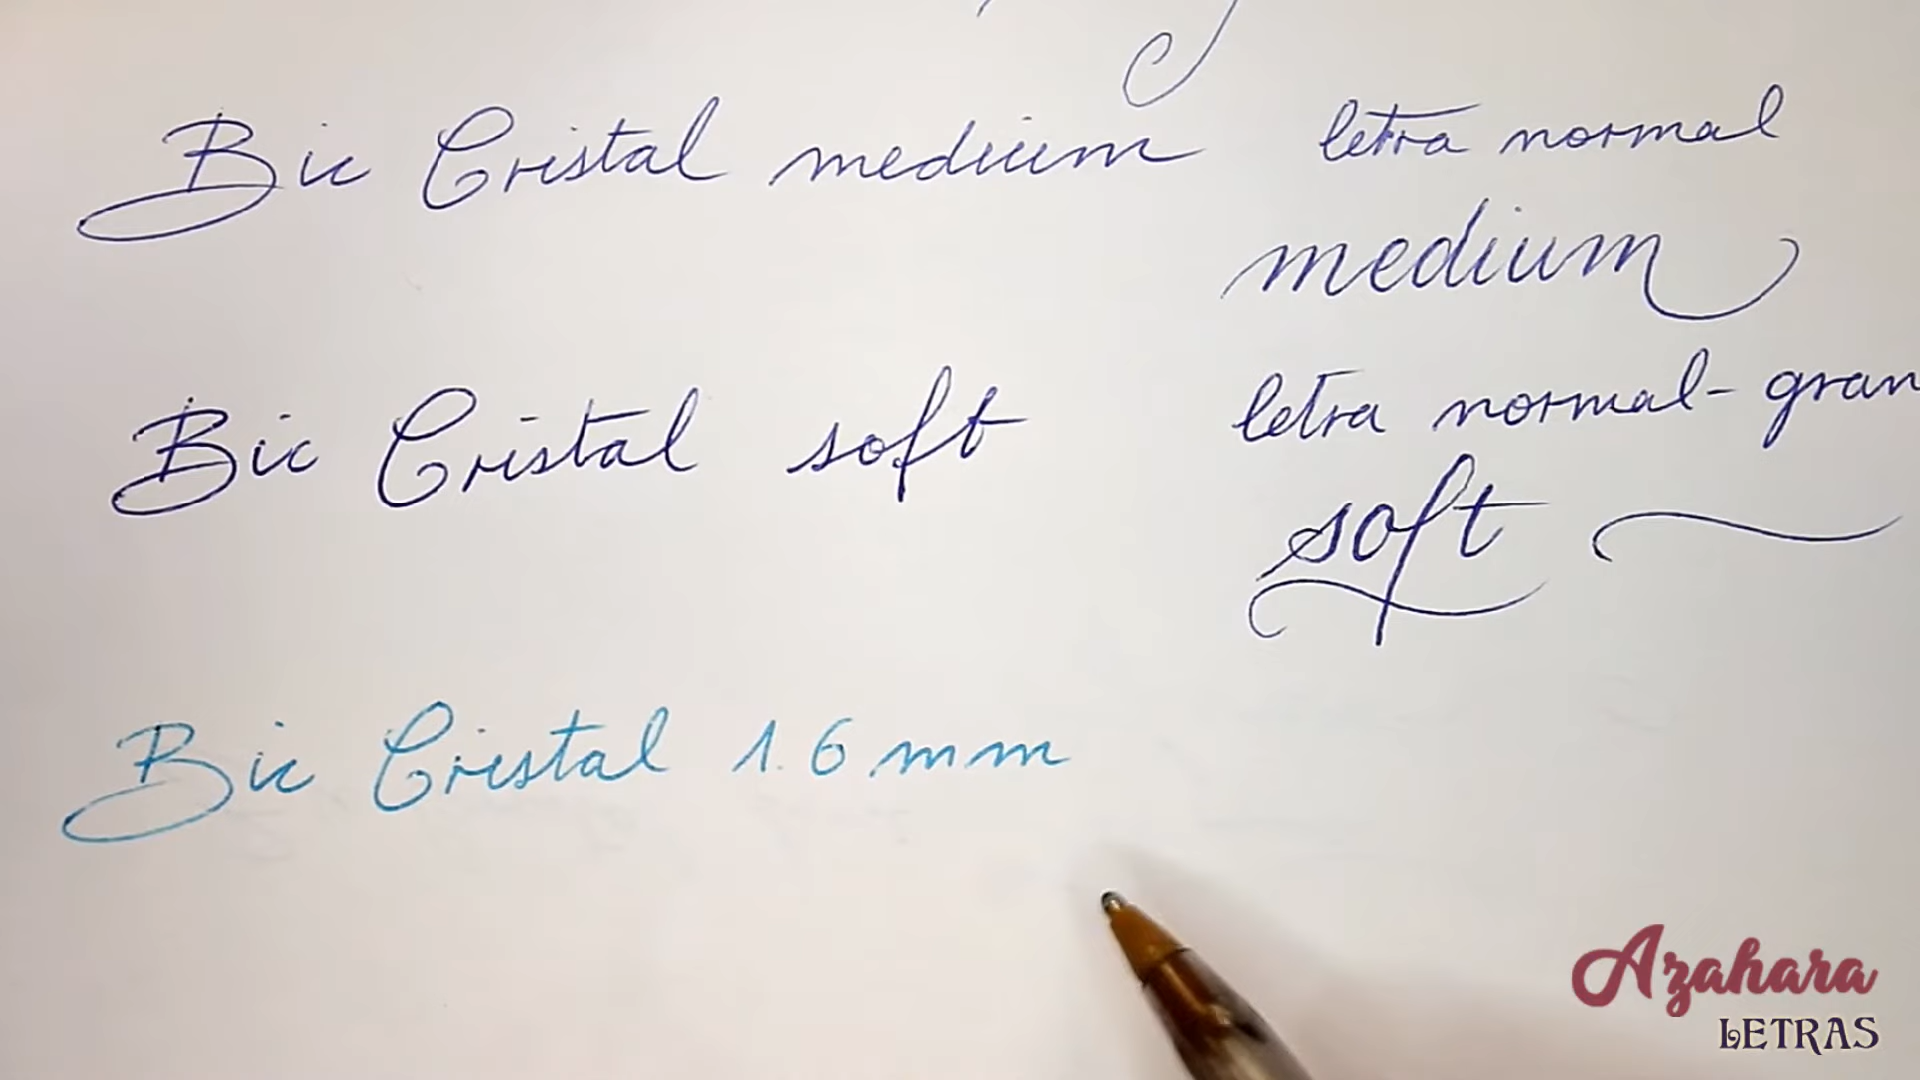 Bic Cristal medium letra normal
medium
Bic Cristal soft letra normal-gran
soft
Bic Cristal 1.6 mm
Azahara
LETRAS